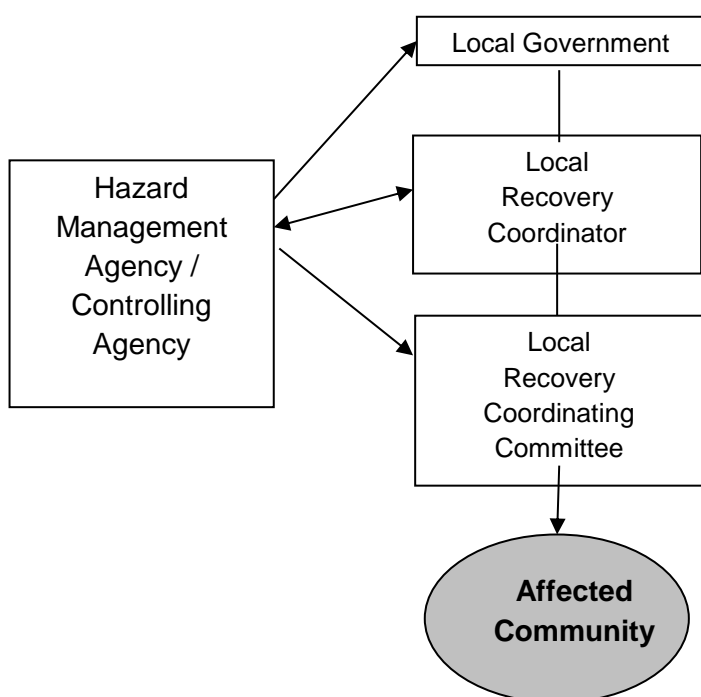 Local Government
Hazard
Management
Agency /
Controlling
Agency
Local
Recovery
Coordinator
Local
Recovery
Coordinating
Committee
Affected
Community